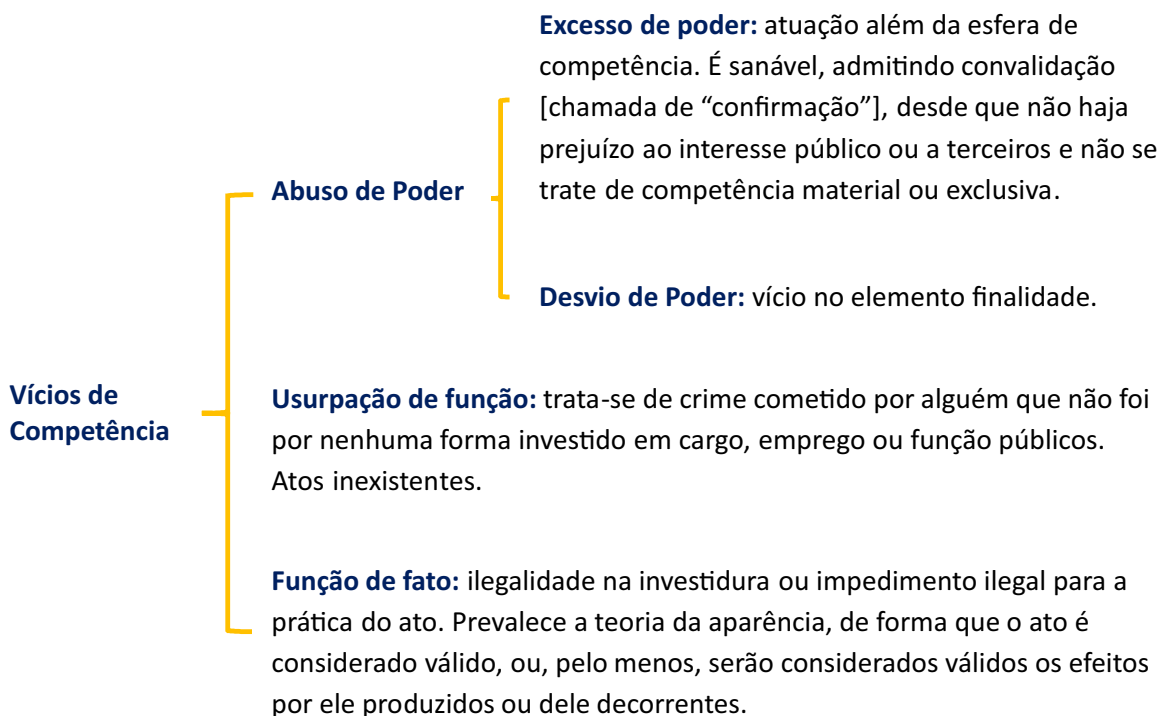 Excesso de poder: atuação além da esfera de
competência. É sanável, admitindo convalidação
[chamada de “confirmação”], desde que não haja
prejuízo ao interesse público ou a terceiros e não se
trate de competência material ou exclusiva.
Abuso de Poder
Desvio de Poder: vício no elemento finalidade.
Vícios de
Competência
Usurpação de função: trata-se de crime cometido por alguém que não foi
por nenhuma forma investido em cargo, emprego ou função públicos.
Atos inexistentes.
Função de fato: ilegalidade na investidura ou impedimento ilegal para a
prática do ato. Prevalece a teoria da aparência, de forma que o ato é
considerado válido, ou, pelo menos, serão considerados válidos os efeitos
por ele produzidos ou dele decorrentes.